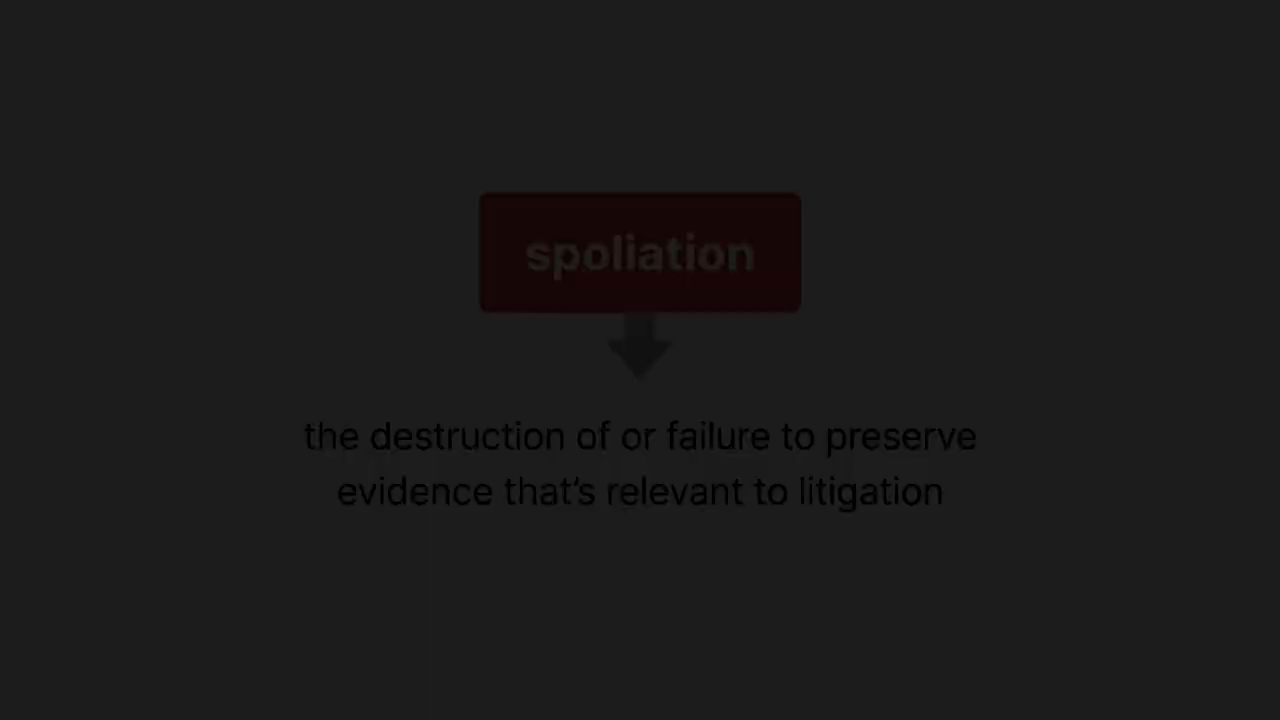 spoliation
the destruction of or failure to preserve
evidence that's relevant to litigation